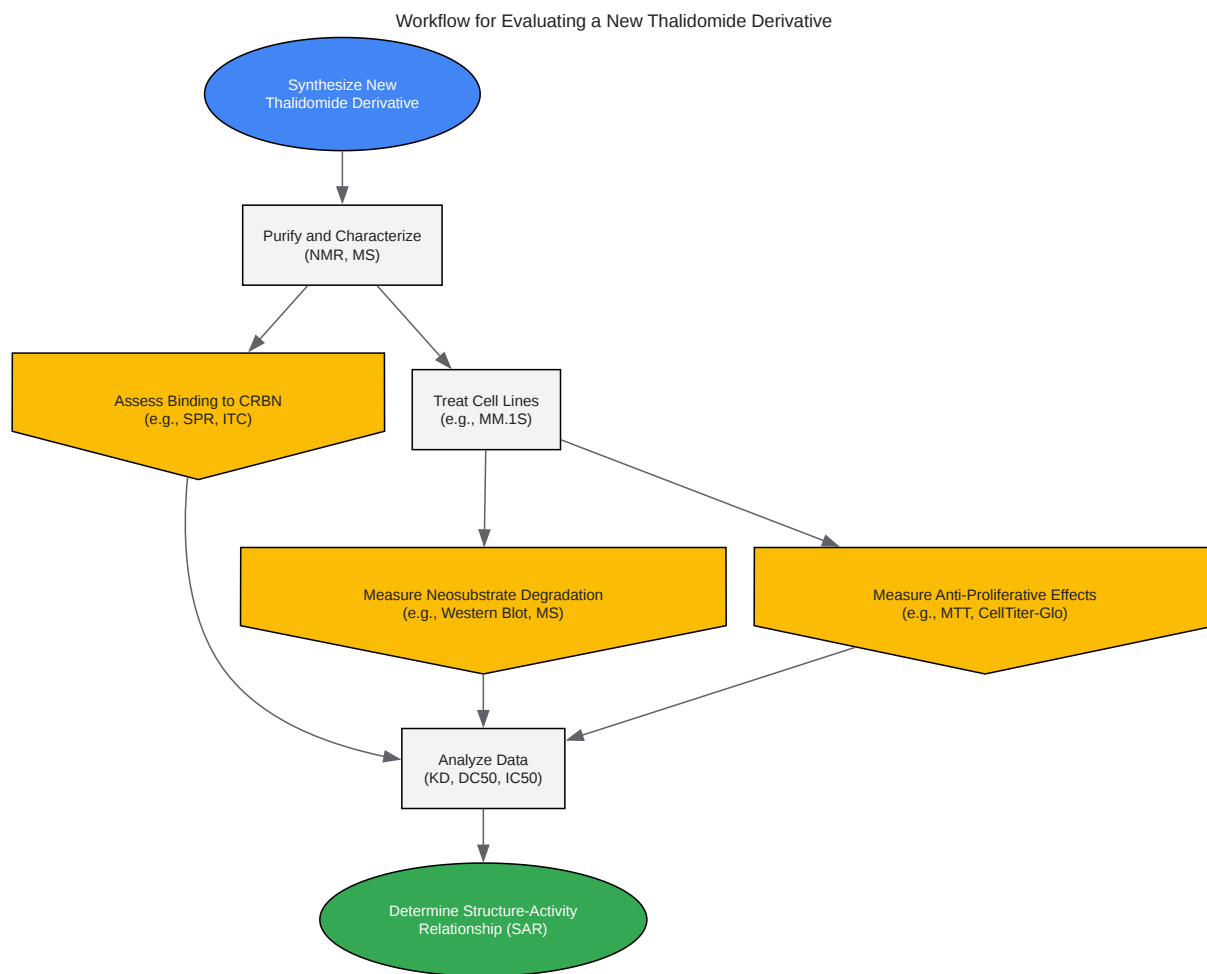 Workflow for Evaluating a New Thalidomide Derivative
Synthesize New
Thalidomide Derivative
Purify and Characterize
(NMR, MS)
Assess Binding to CRBN
(e.g., SPR, ITC)
Treat Cell Lines
(e.g., MM.1S)
Measure Neosubstrate Degradation
(e.g., Western Blot, MS)
Measure Anti-Proliferative Effects
(e.g., MTT, CellTiter-Glo)
Analyze Data
(KD, DC50, IC50)
Determine Structure-Activity
Relationship (SAR)